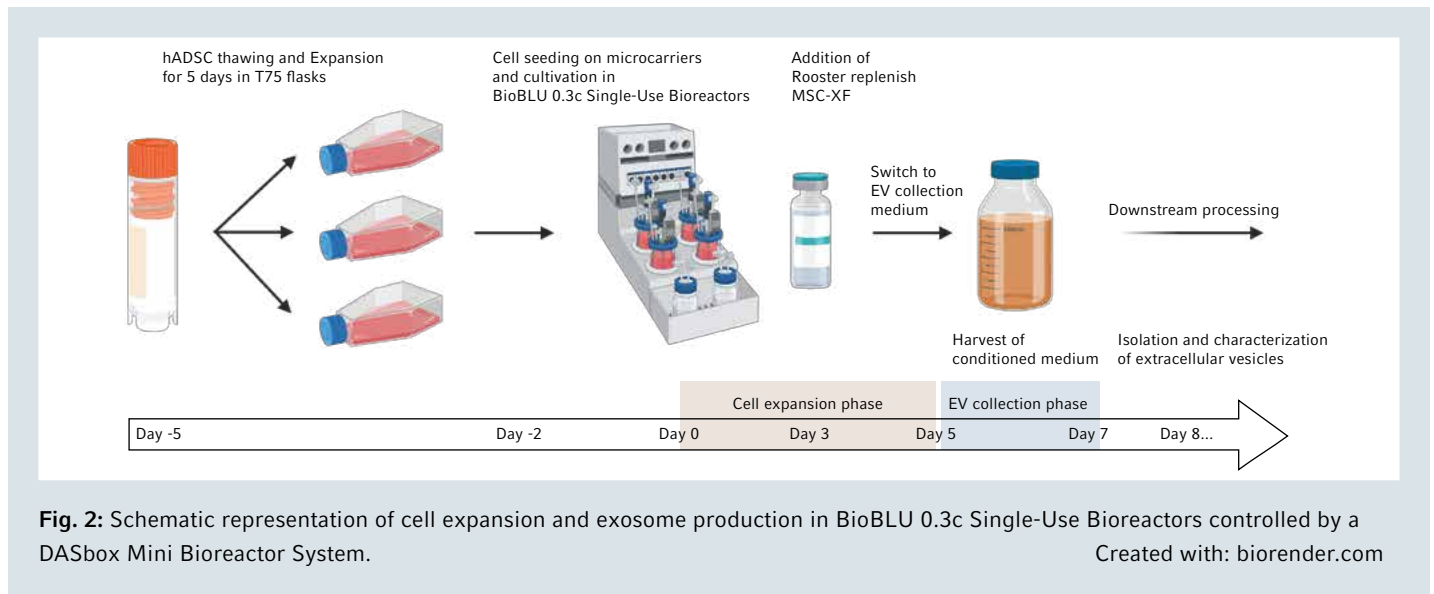 hADSC thawing and Expansion
for 5 days in T75 flasks
Cell seeding on microcarriers
and cultivation in
BioBLU 0.3c Single-Use Bioreactors
Addition of
Rooster replenish
MSC-XF
Switch to
EV collection
medium
Downstream processing
Harvest of
conditioned medium
Isolation and characterization
of extracellular vesicles
Cell expansion phase
EV collection phase
Day -5
Day -2
Day 0
Day 3
Day 5
Day 7
Day 8...
Fig. 2: Schematic representation of cell expansion and exosome production in BioBLU 0.3c Single-Use Bioreactors controlled by a
DASbox Mini Bioreactor System.
Created with: biorender.com